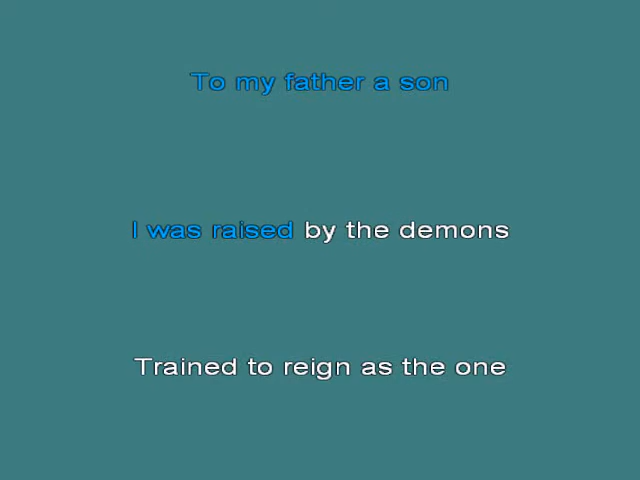 To my father a son
I was raised by the demons
Trained to reign as the one